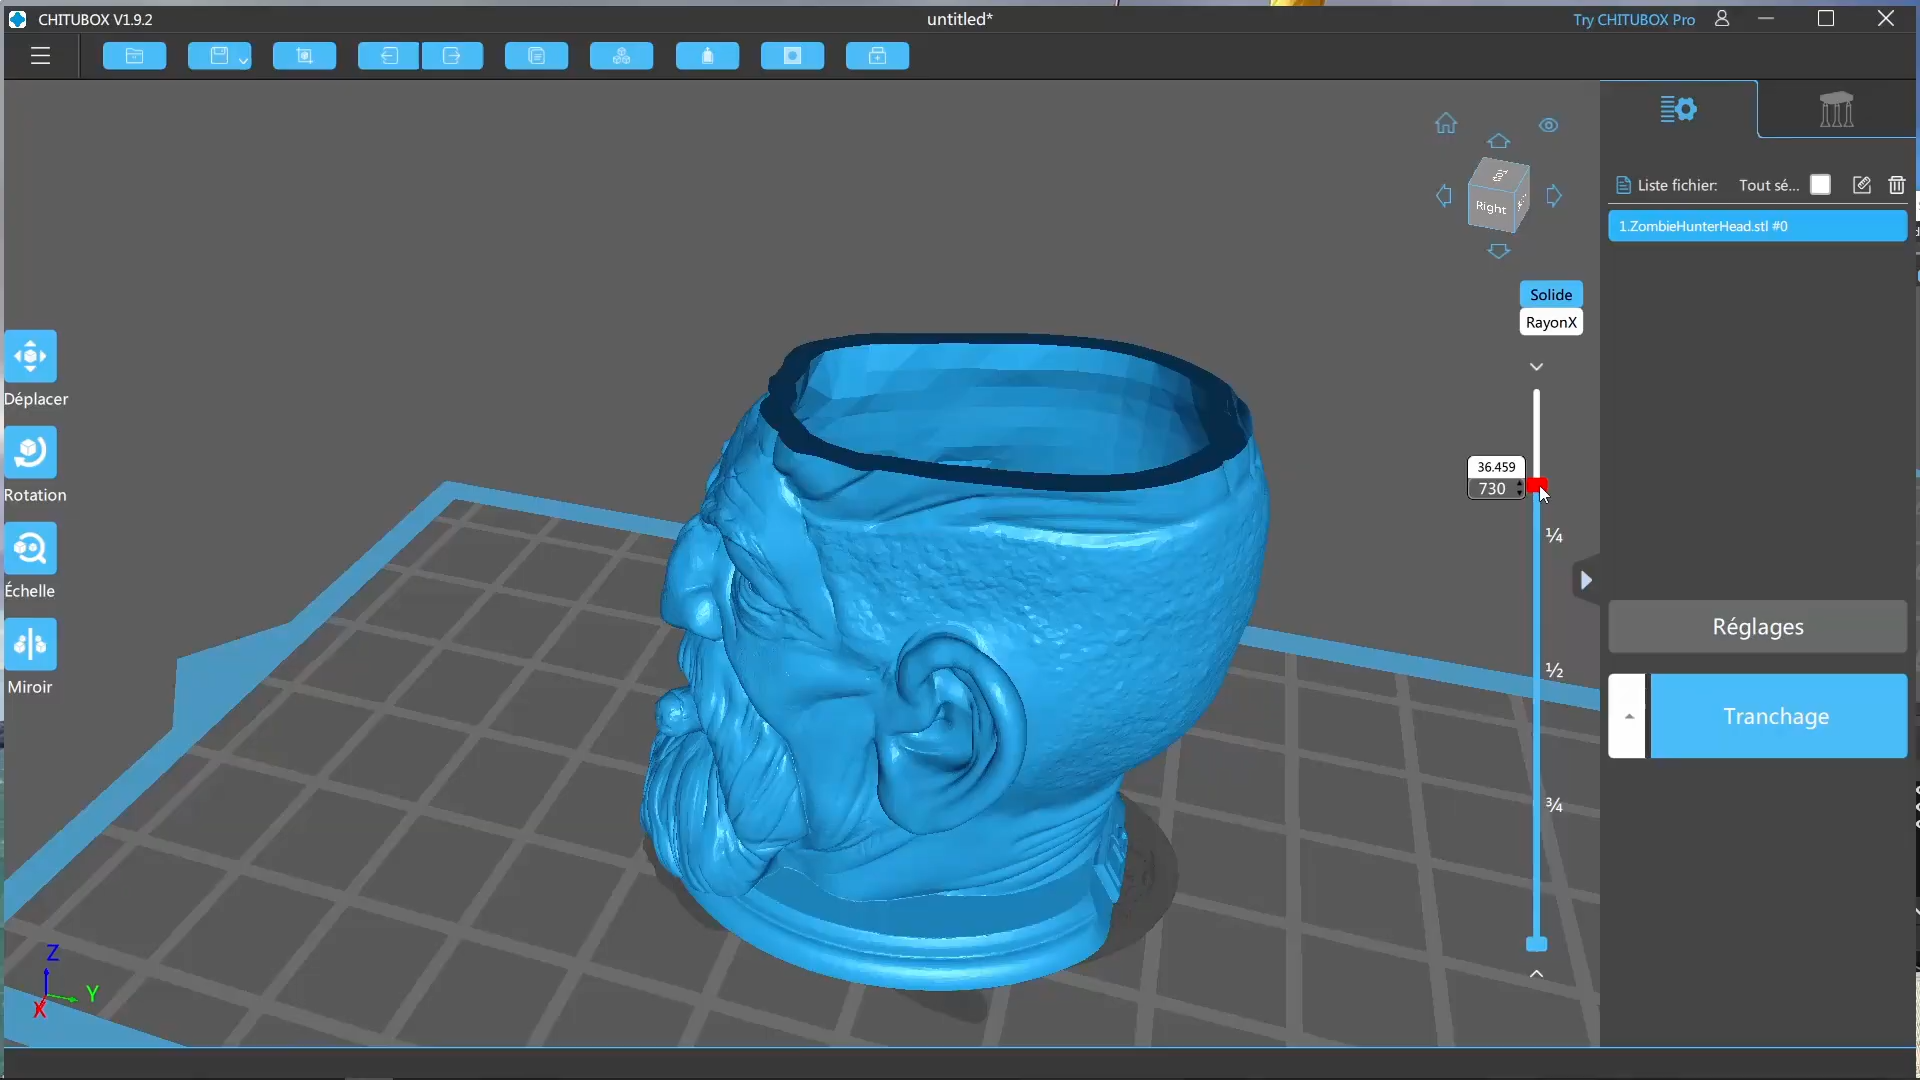 CHITUBOX V1.9.2
untitled*
Try CHITUBOX Pro
Liste fichier:
Tout sé...
1.ZombieHunterHead.stl #0
Right
Solide
RayonX
36.459
730
¼
½
¾
Déplacer
Rotation
Échelle
Miroir
Réglages
Tranchage
Z
Y
X